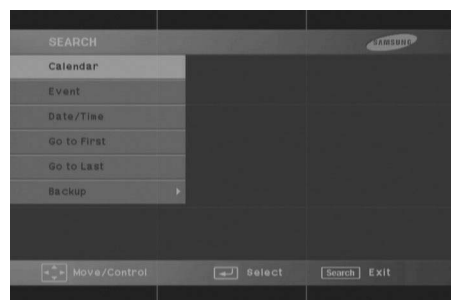 SEARCH
SAMSUNG
Calendar
Event
Date/Time
Go to First
Go to Last
Backup
Move/Control Select Search Exit